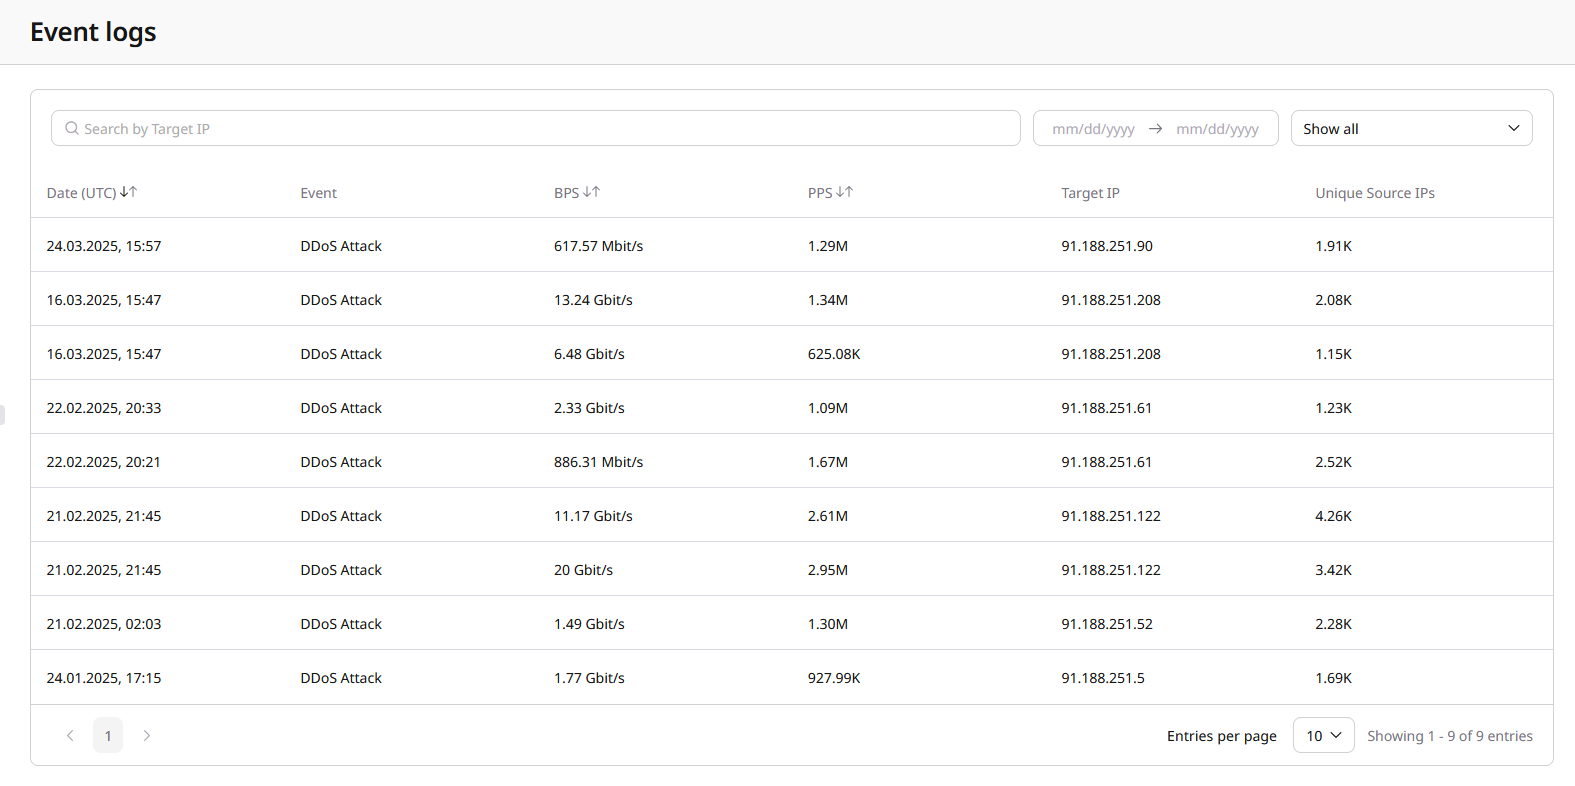 Event logs
Search by Target IP mm/dd/yyyy → mm/dd/yyyy Show all
Date (UTC) ↓↑ Event BPS ↓↑ PPS ↓↑ Target IP Unique Source IPs
24.03.2025, 15:57 DDoS Attack 617.57 Mbit/s 1.29M 91.188.251.90 1.91K
16.03.2025, 15:47 DDoS Attack 13.24 Gbit/s 1.34M 91.188.251.208 2.08K
16.03.2025, 15:47 DDoS Attack 6.48 Gbit/s 625.08K 91.188.251.208 1.15K
22.02.2025, 20:33 DDoS Attack 2.33 Gbit/s 1.09M 91.188.251.61 1.23K
22.02.2025, 20:21 DDoS Attack 886.31 Mbit/s 1.67M 91.188.251.61 2.52K
21.02.2025, 21:45 DDoS Attack 11.17 Gbit/s 2.61M 91.188.251.122 4.26K
21.02.2025, 21:45 DDoS Attack 20 Gbit/s 2.95M 91.188.251.122 3.42K
21.02.2025, 02:03 DDoS Attack 1.49 Gbit/s 1.30M 91.188.251.52 2.28K
24.01.2025, 17:15 DDoS Attack 1.77 Gbit/s 927.99K 91.188.251.5 1.69K
1 Entries per page 10 Showing 1 - 9 of 9 entries